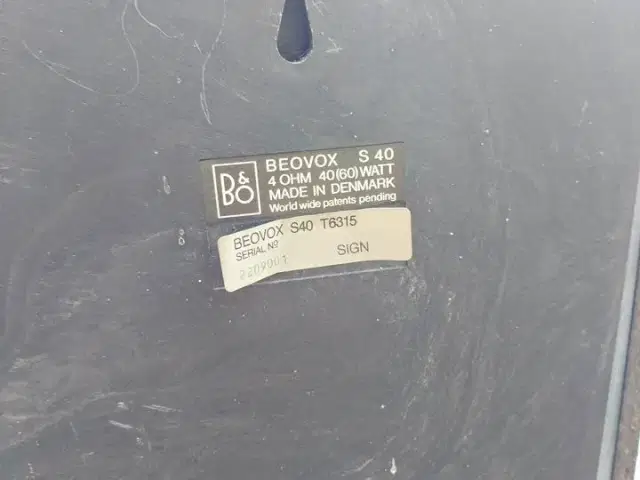 B&O
BEOVOX S 40
4 OHM 40(60) WATT
MADE IN DENMARK
World wide patents pending
BEOVOX S40 T6315
SERIAL Nº
SIGN
2209001